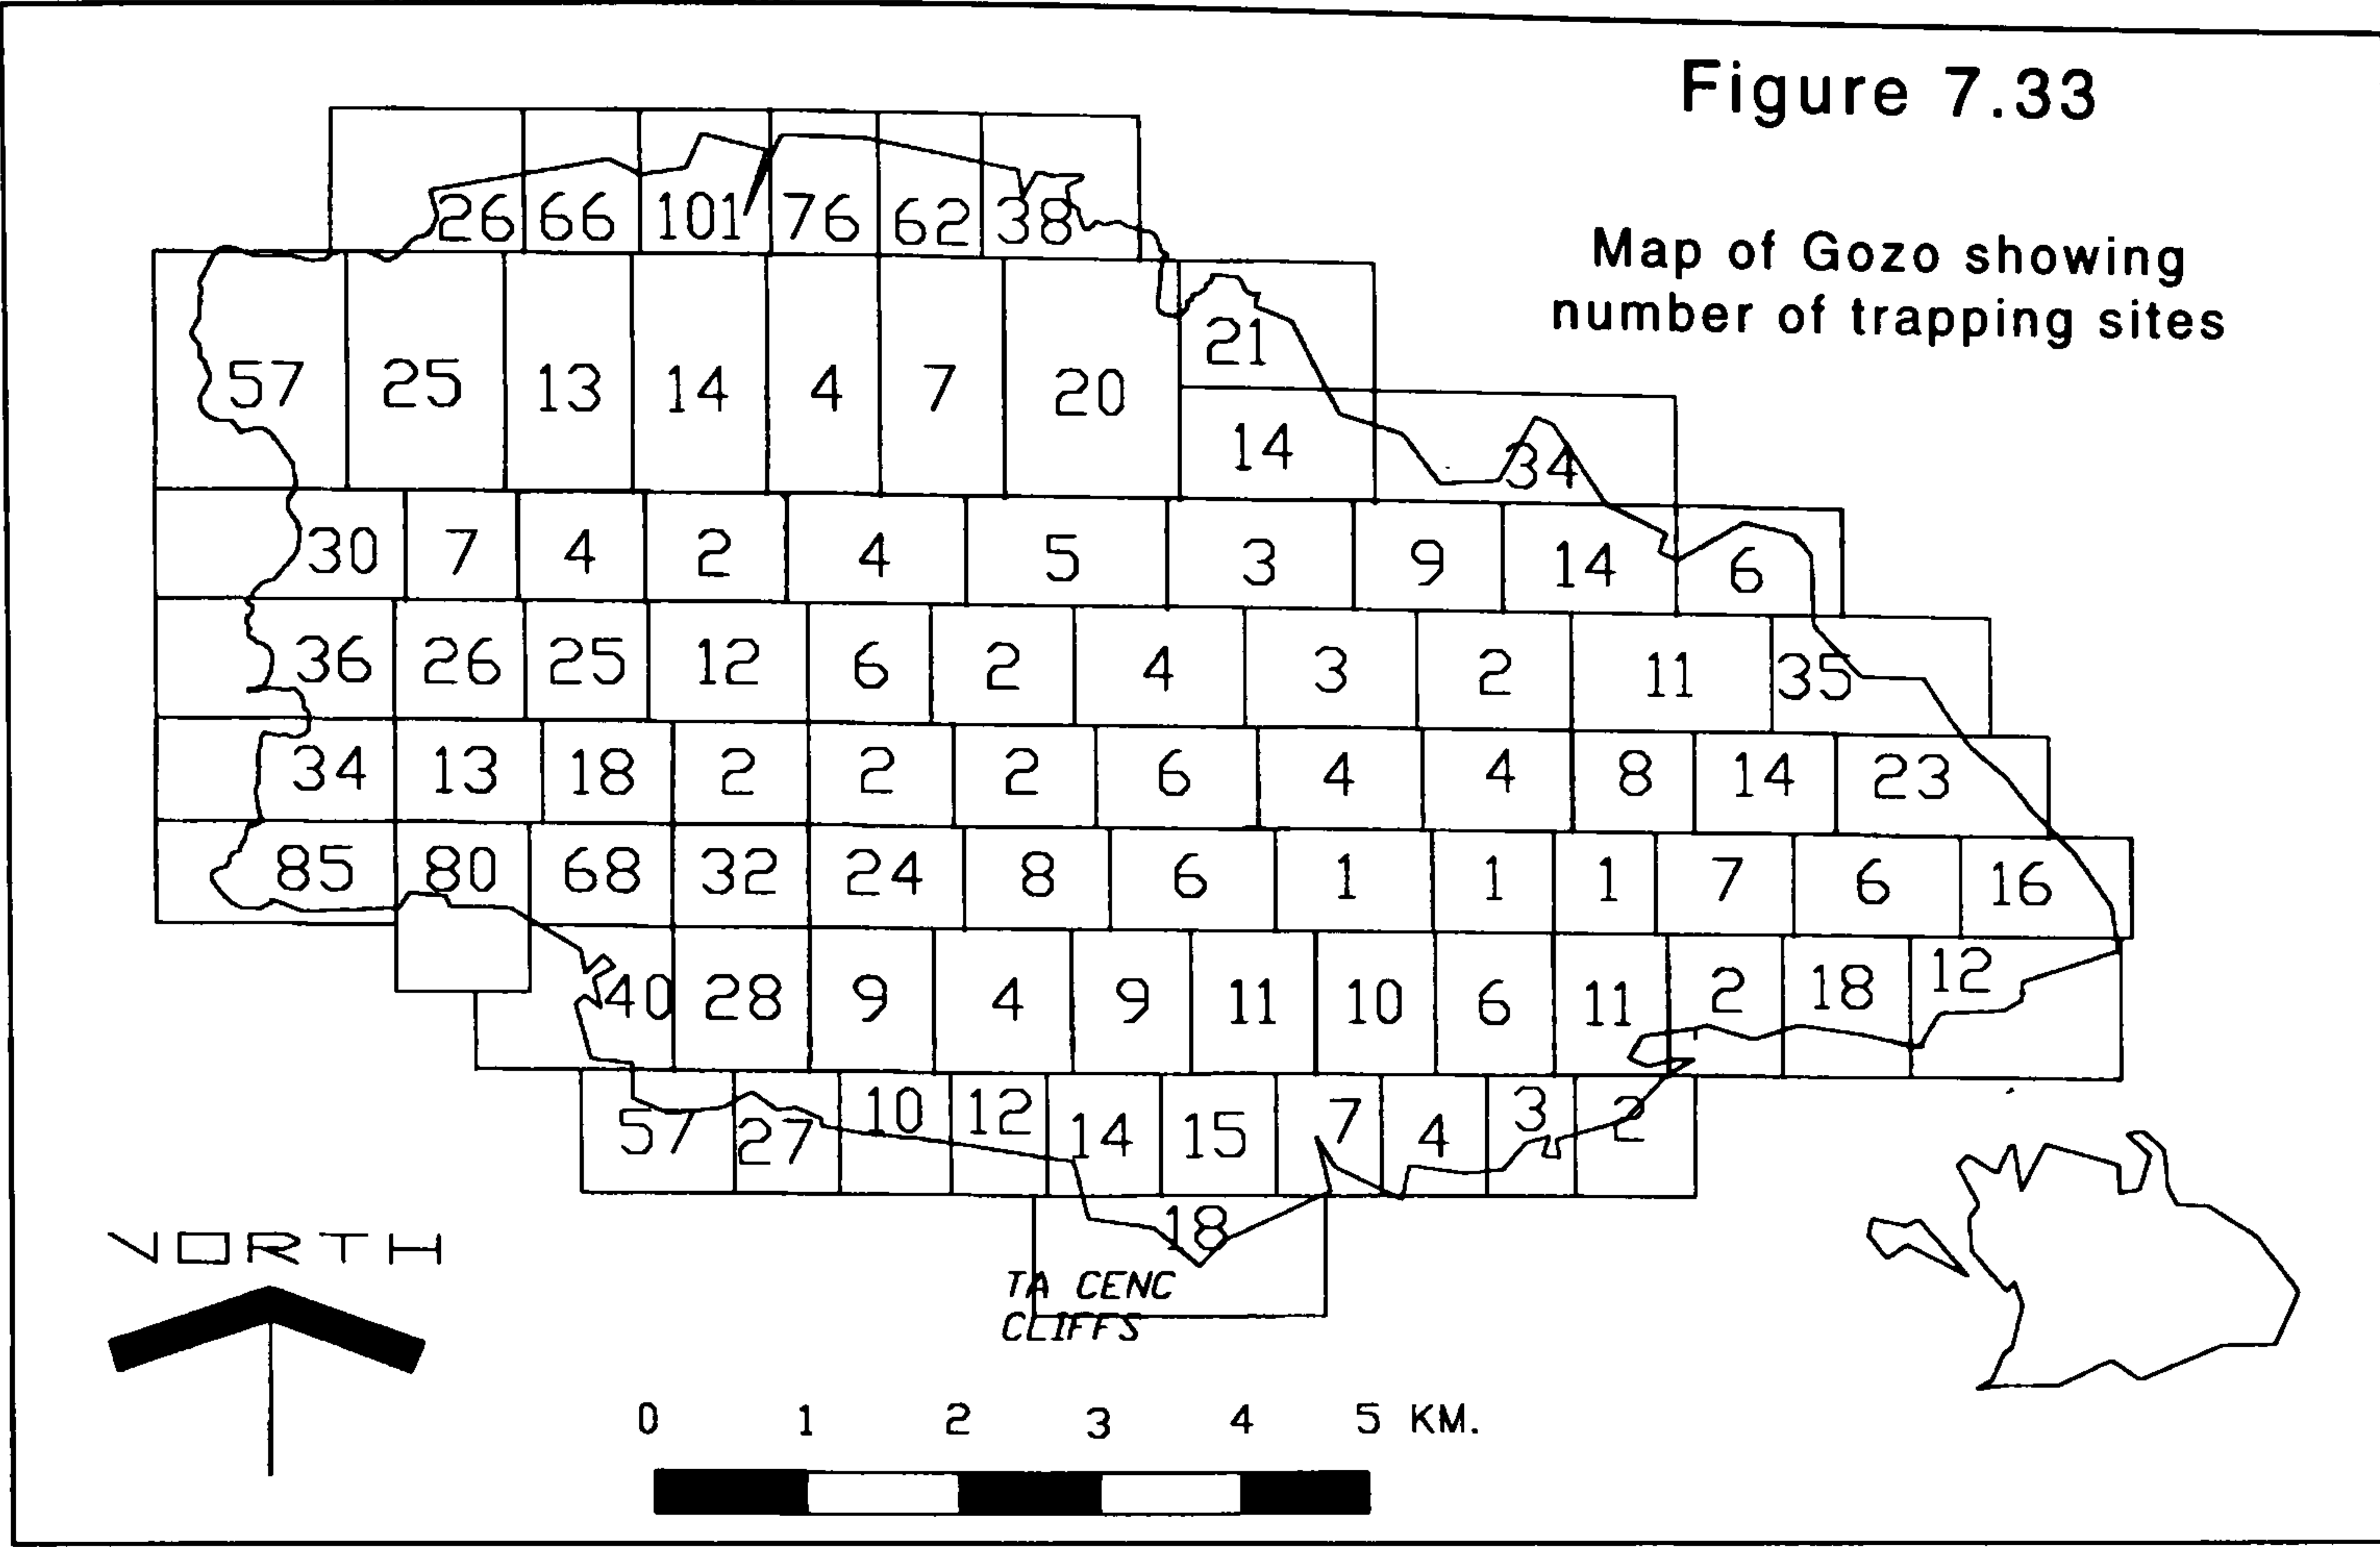 Figure 7.33
Map of Gozo showing
number of trapping sites
26 66 101 76 62 38
57 25 13 14 4 7 20 21
14 34
30 7 4 2 4 5 3 9 14 6
36 26 25 12 6 2 4 3 2 11 35
34 13 18 2 2 2 6 4 4 8 14 23
85 80 68 32 24 8 6 1 1 1 7 6 16
40 28 9 4 9 11 10 6 11 2 18 12
57 27 10 12 14 15 7 4 3 2
18
TA CENC
CLIFFS
NORTH
0 1 2 3 4 5 KM.